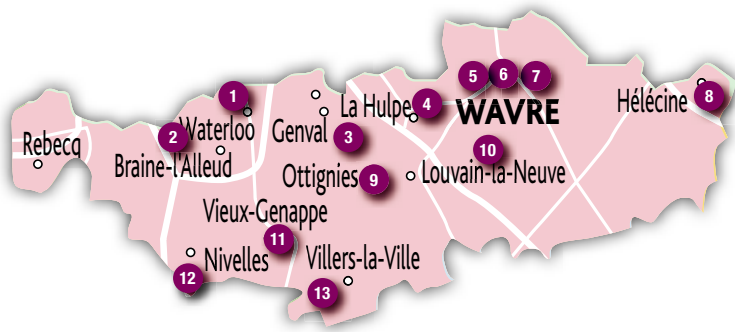 5 6 7
1 La Hulpe 4 WAVRE Hélécine 8
Rebecq 2 Waterloo Genval 3
Braine-l'Alleud Ottignies 9 10 Louvain-la-Neuve
Vieux-Genappe
11
Nivelles Villers-la-Ville
12 13